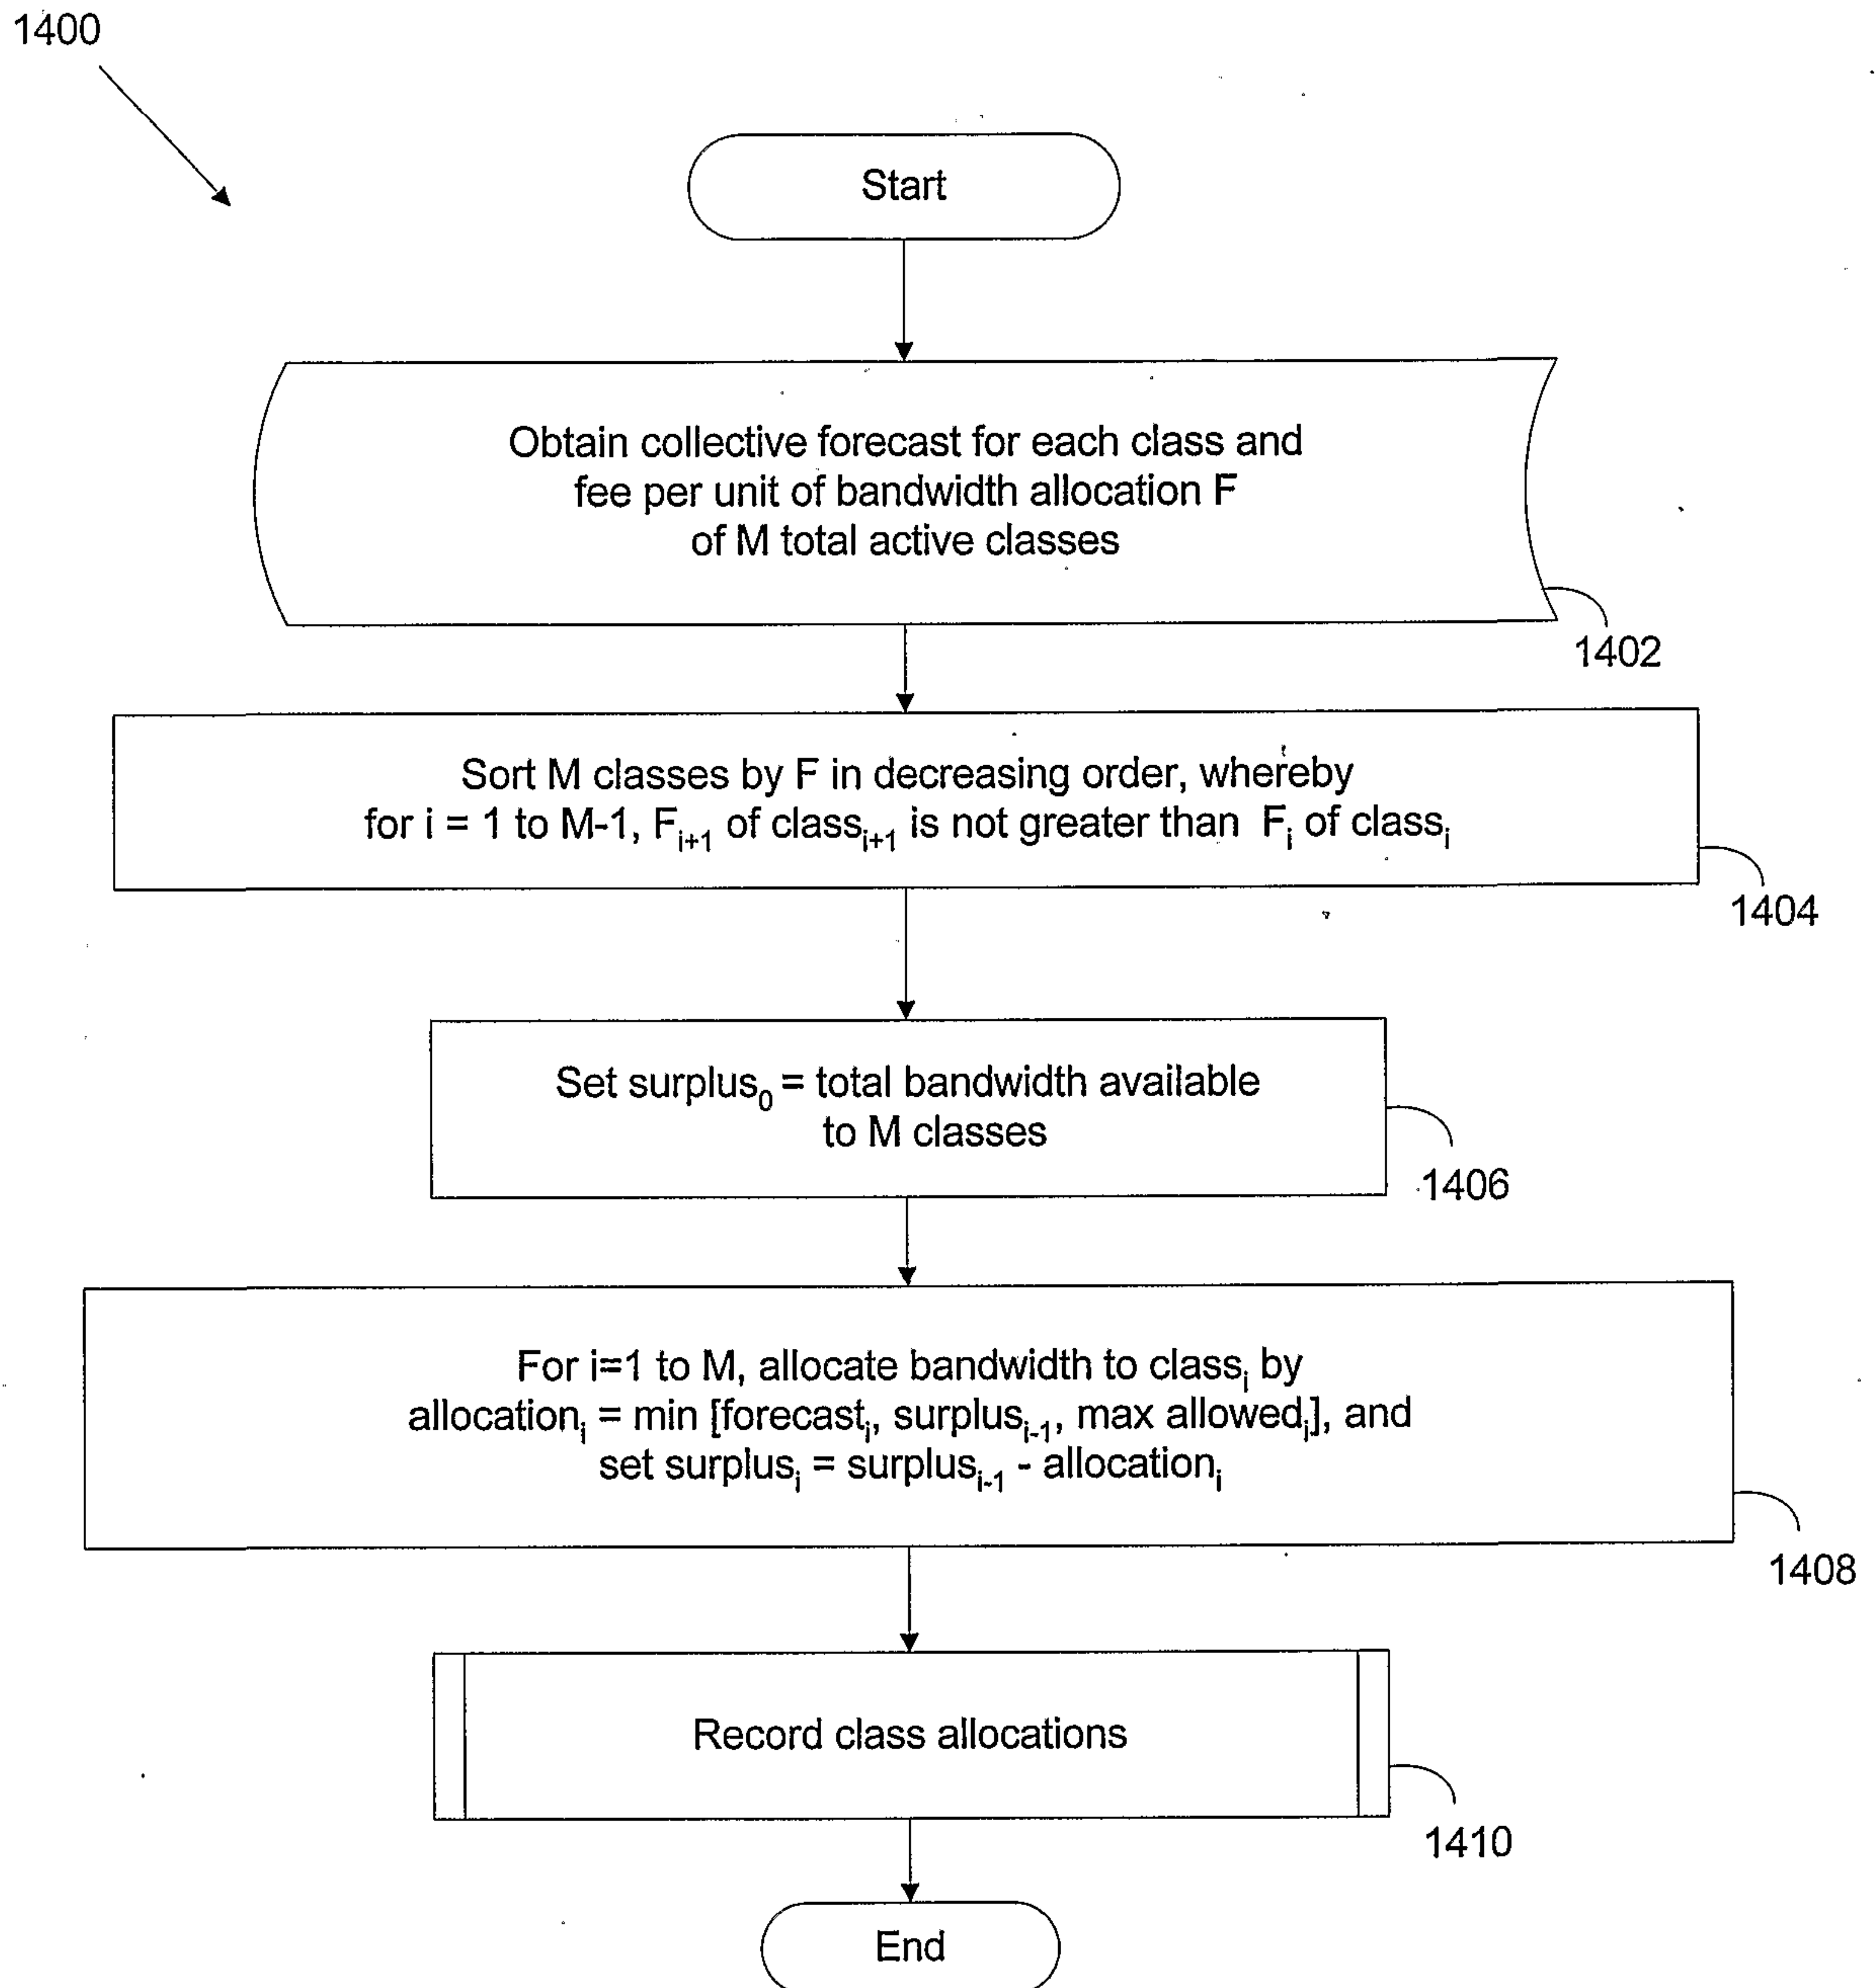 1400
Start
Obtain collective forecast for each class and
fee per unit of bandwidth allocation F
of M total active classes
1402
Sort M classes by F in decreasing order, whereby
for i = 1 to M-1, Fᵢ₊₁ of classᵢ₊₁ is not greater than Fᵢ of classᵢ
1404
Set surplus₀ = total bandwidth available
to M classes
1406
For i=1 to M, allocate bandwidth to classᵢ by
allocationᵢ = min [forecastᵢ, surplusᵢ₋₁, max allowedᵢ], and
set surplusᵢ = surplusᵢ₋₁ - allocationᵢ
1408
Record class allocations
1410
End